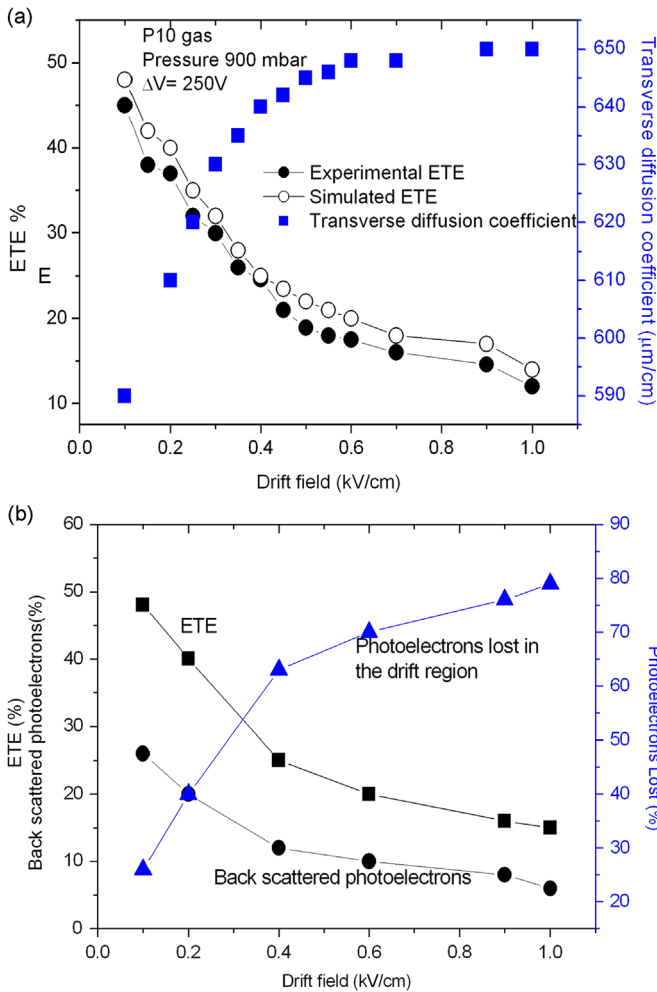 (a)
P10 gas
Pressure 900 mbar
ΔV= 250V
Experimental ETE
Simulated ETE
Transverse diffusion coefficient
50
40
30
20
10
ETE %
E
0.0
0.2
0.4
0.6
0.8
1.0
Drift field (kV/cm)
650
640
630
620
610
600
590
Transverse diffusion coefficient (μm/cm)
(b)
60
50
40
30
20
10
0
ETE (%)
Back scattered photoelectrons(%)
ETE
Photoelectrons lost in
the drift region
Back scattered photoelectrons
0.0
0.2
0.4
0.6
0.8
1.0
Drift field (kV/cm)
90
80
70
60
50
40
30
20
Photoelectrons Lost (%)